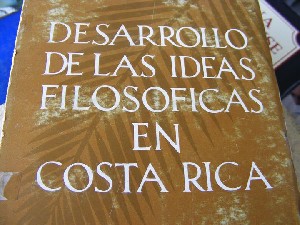 DESARROLLO
DE LAS IDEAS
FILOSOFICAS
EN
COSTA RICA